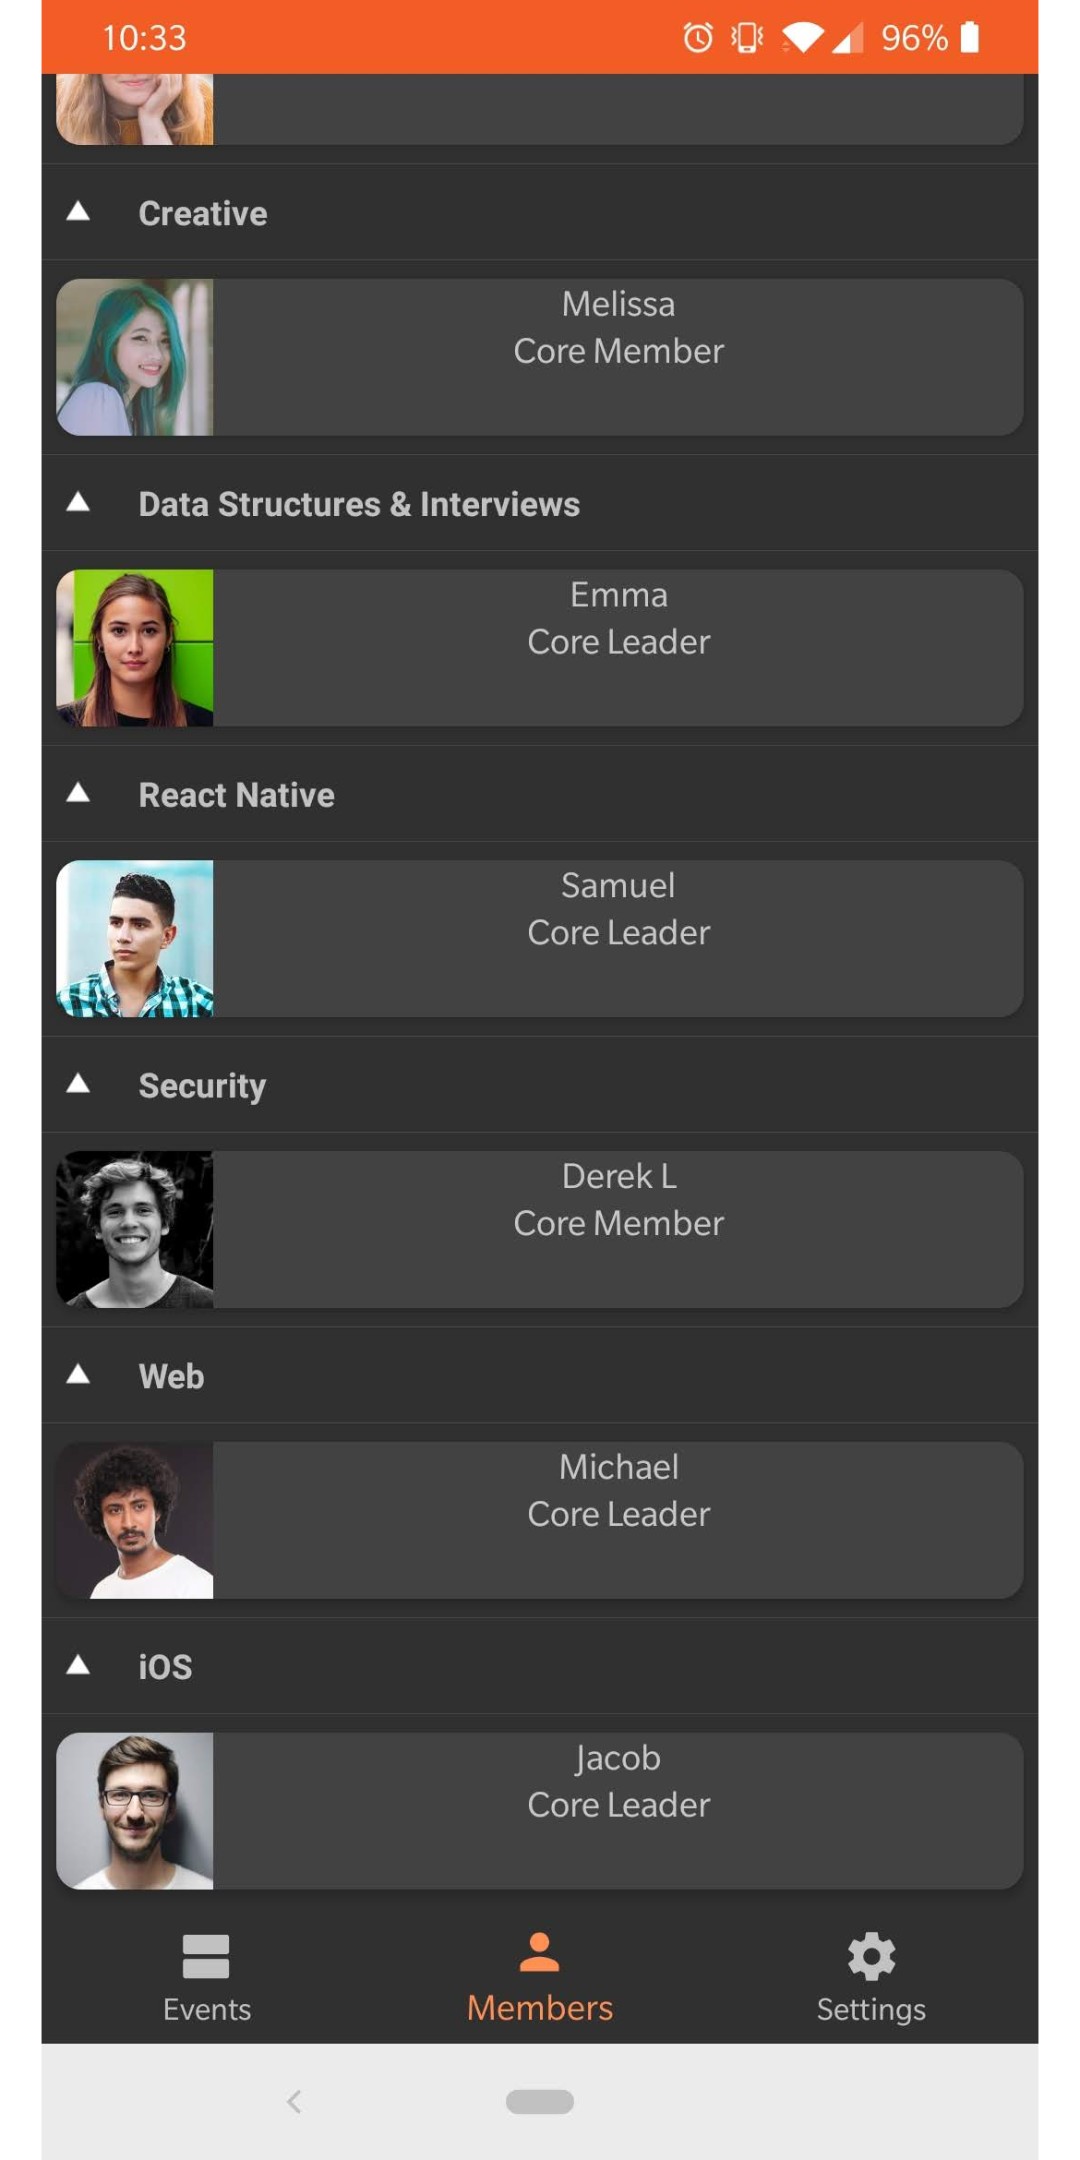 10:33 96%
Creative
Melissa
Core Member
Data Structures & Interviews
Emma
Core Leader
React Native
Samuel
Core Leader
Security
Derek L
Core Member
Web
Michael
Core Leader
iOS
Jacob
Core Leader
Events Members Settings